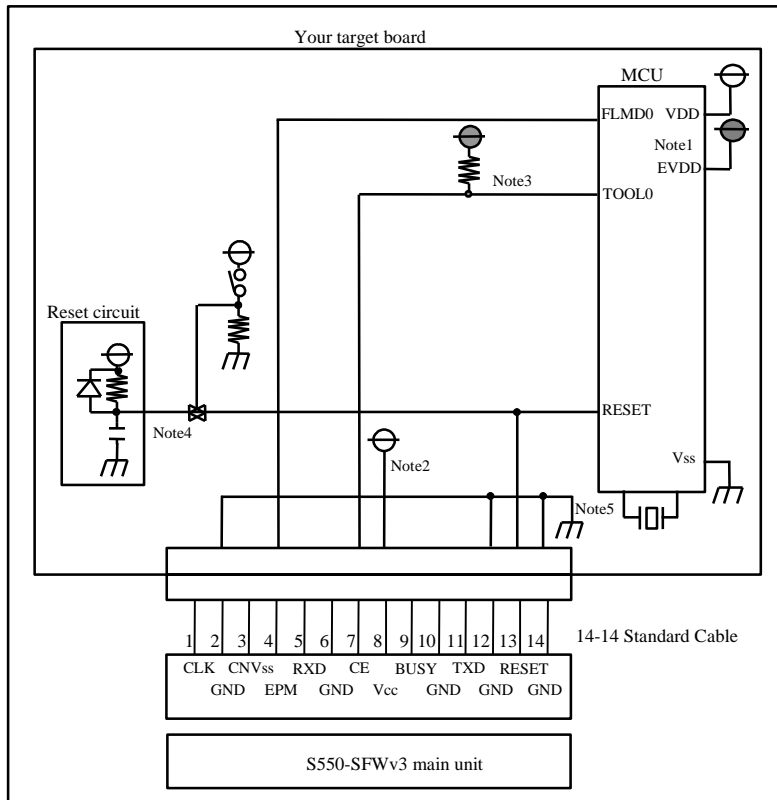 Your target board
MCU
FLMD0 VDD
Note1
EVDD
Note3
TOOL0
Reset circuit
RESET
Note4
Note2
Vss
Note5
1 2 3 4 5 6 7 8 9 10 11 12 13 14
14-14 Standard Cable
CLK CNVss RXD CE BUSY TXD RESET
GND EPM GND Vcc GND GND GND
S550-SFWv3 main unit